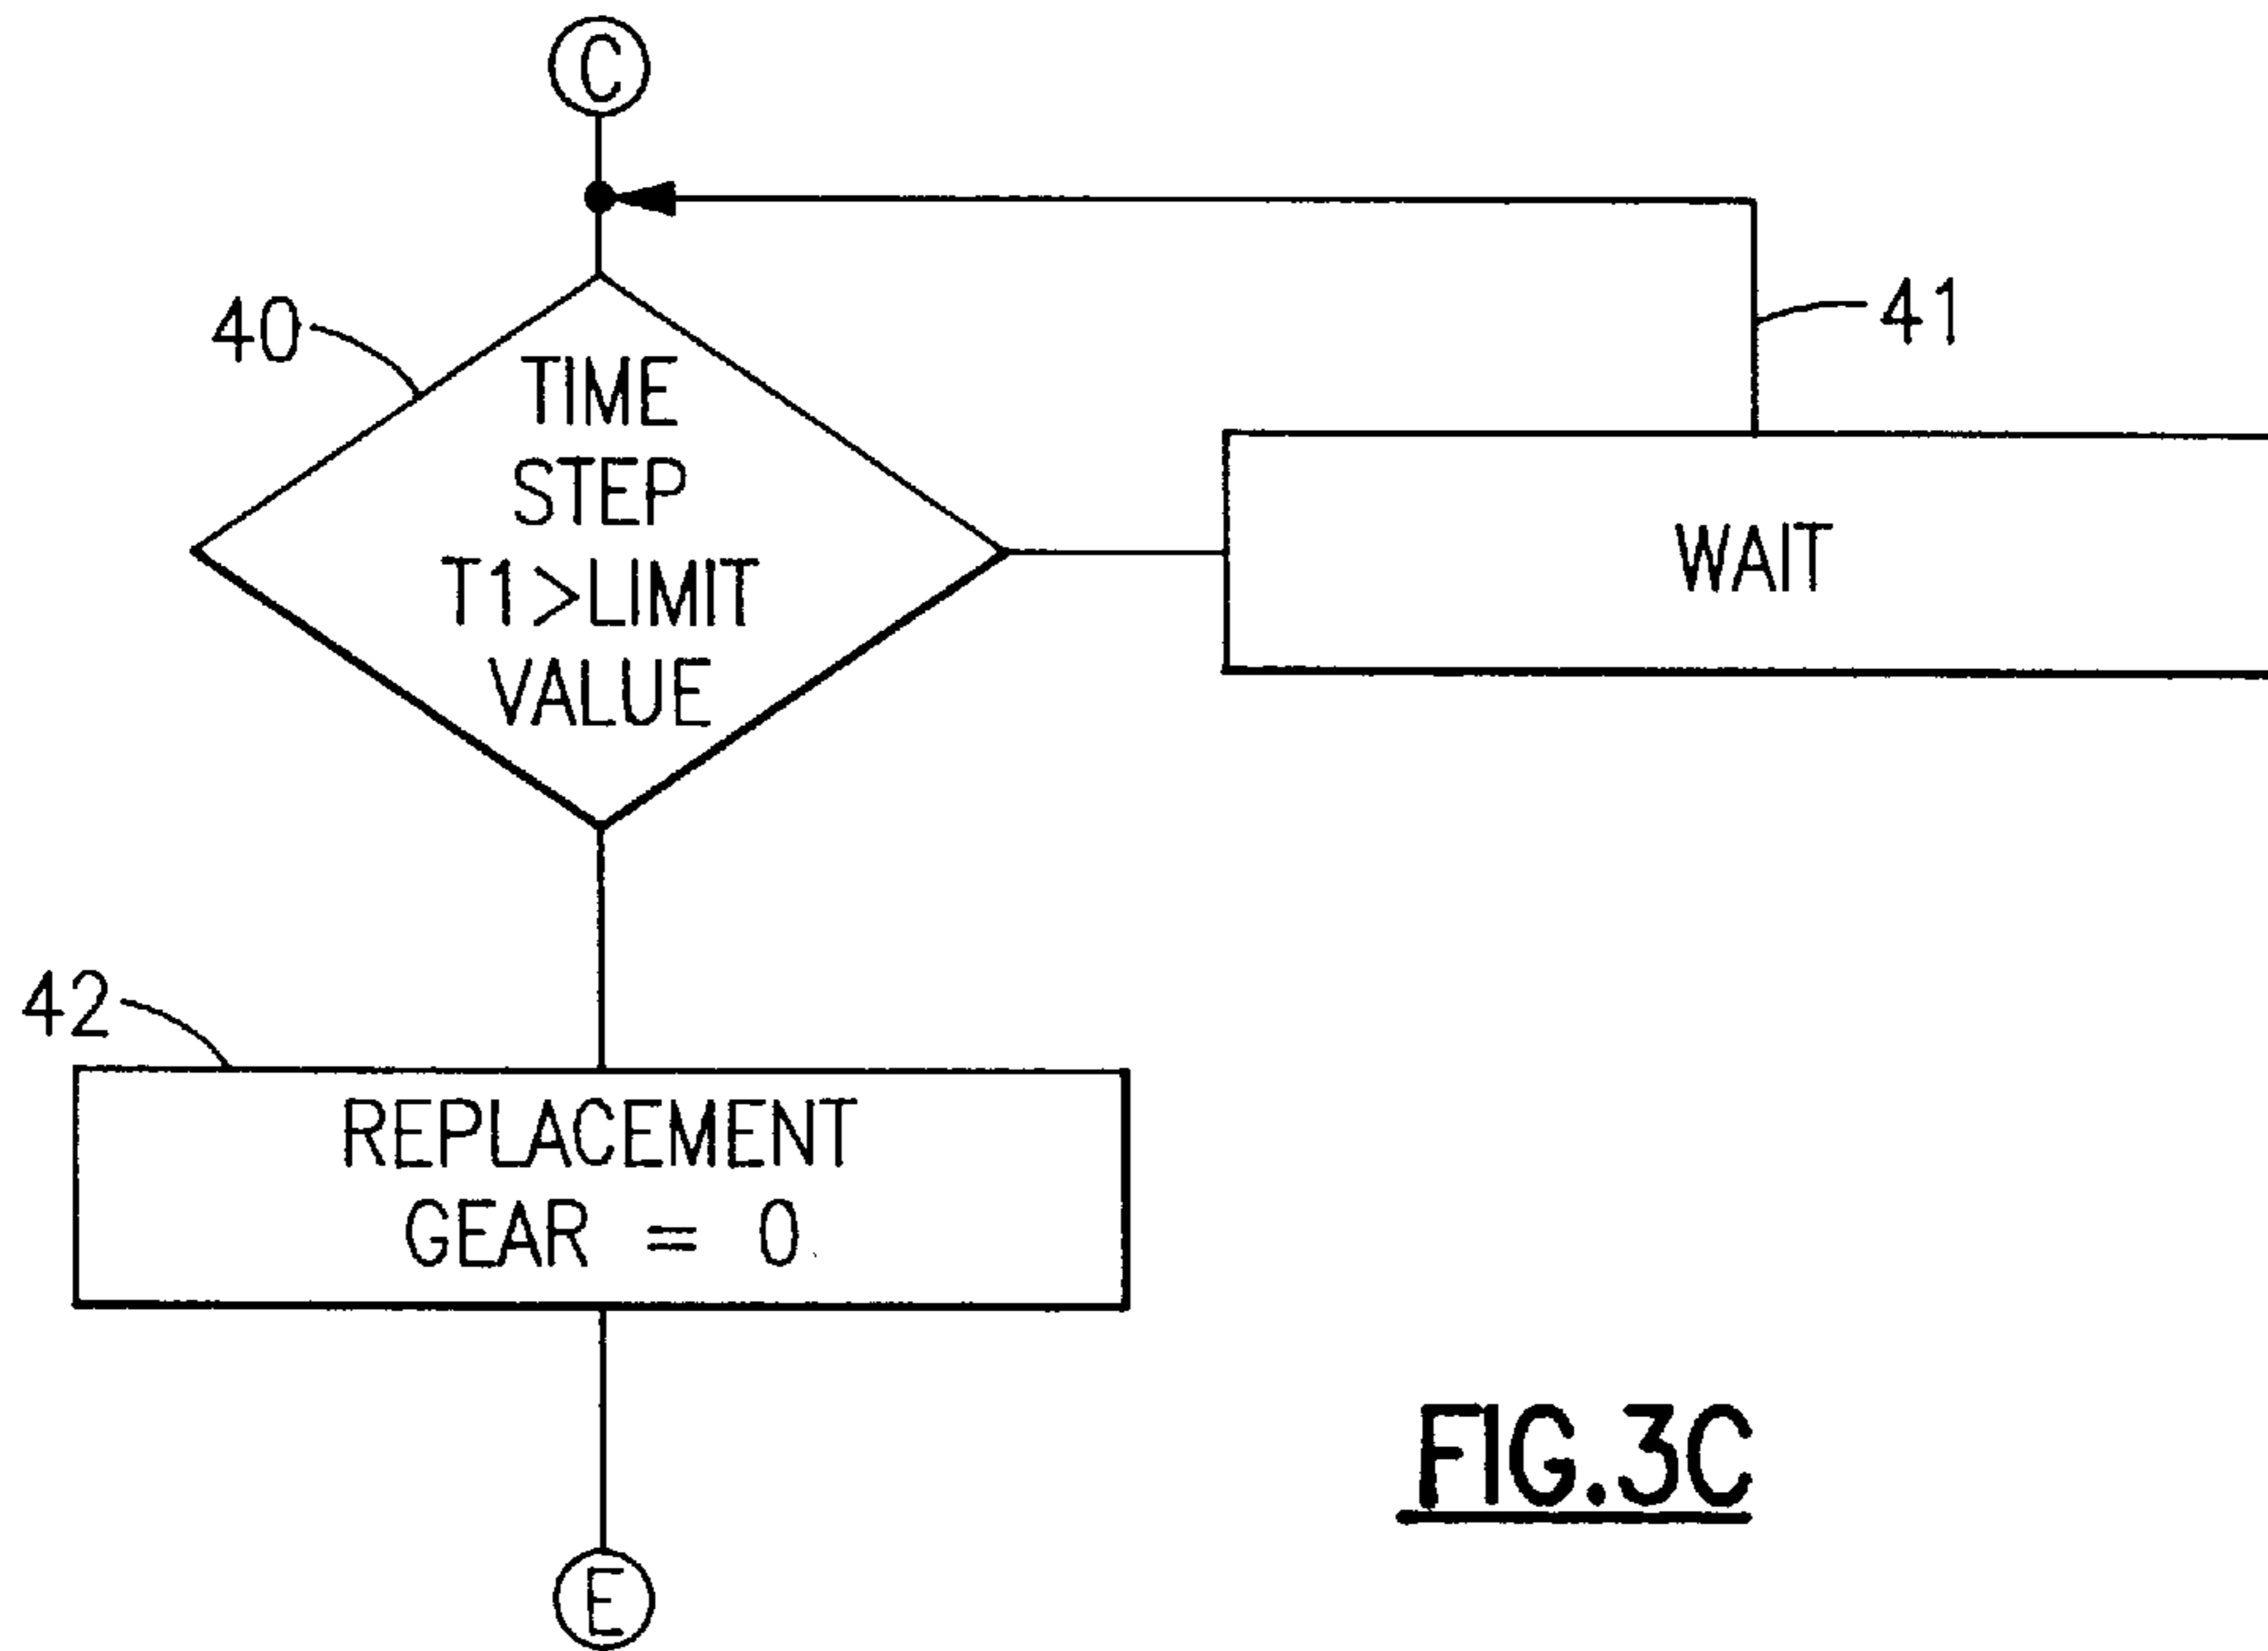 C
40
TIME
STEP
T1>LIMIT
VALUE
41
WAIT
42
REPLACEMENT
GEAR = 0
E
FIG.3C